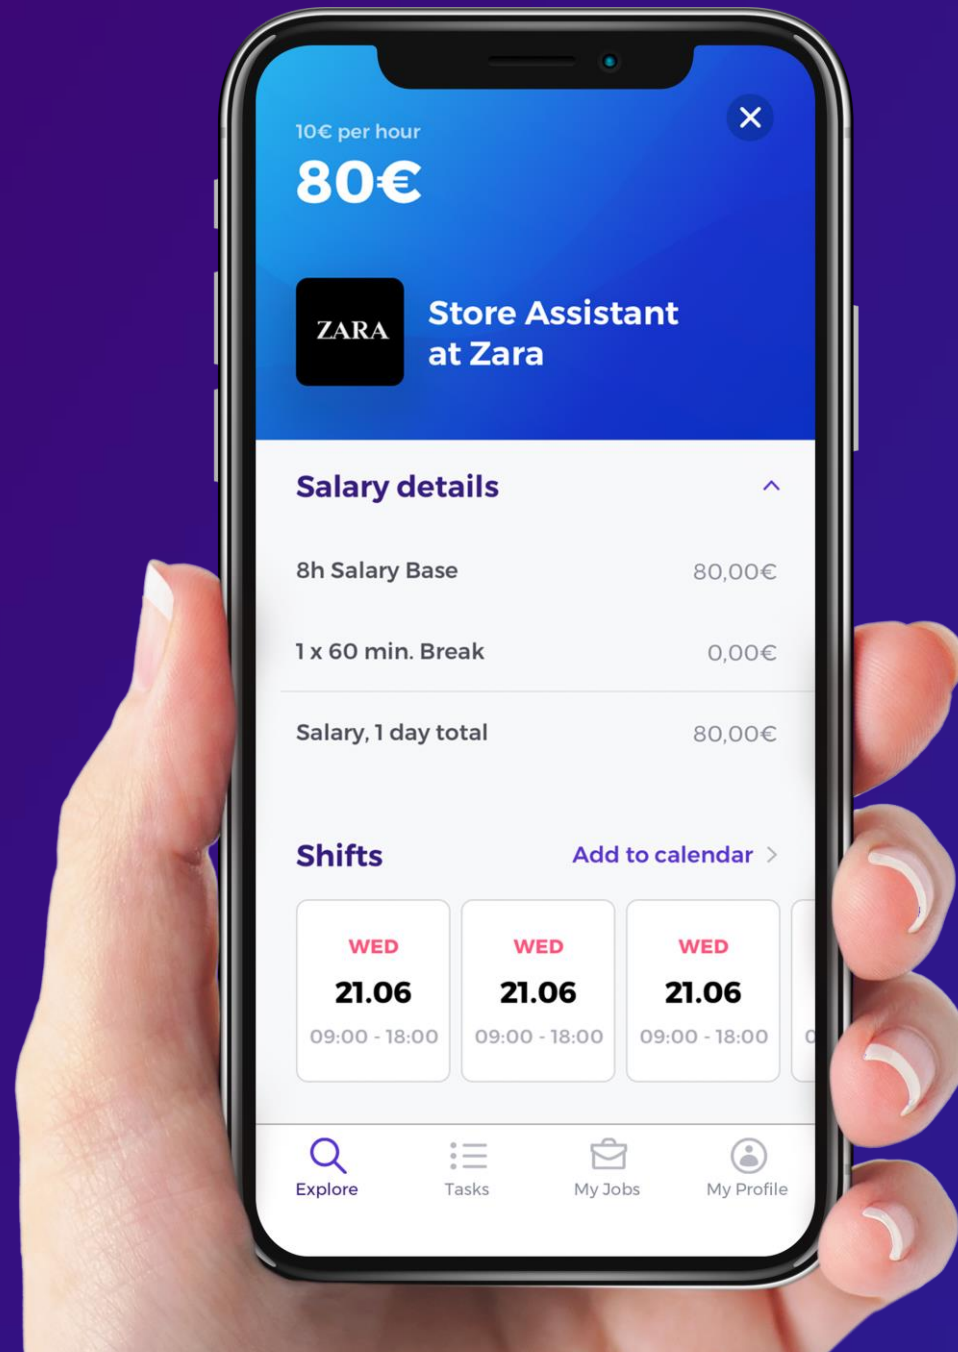 10€ per hour
80€
ZARA
Store Assistant
at Zara
Salary details
8h Salary Base 80,00€
1 x 60 min. Break 0,00€
Salary, 1 day total 80,00€
Shifts Add to calendar
WED WED WED
21.06 21.06 21.06
09:00 - 18:00 09:00 - 18:00 09:00 - 18:00 0
Explore Tasks My Jobs My Profile